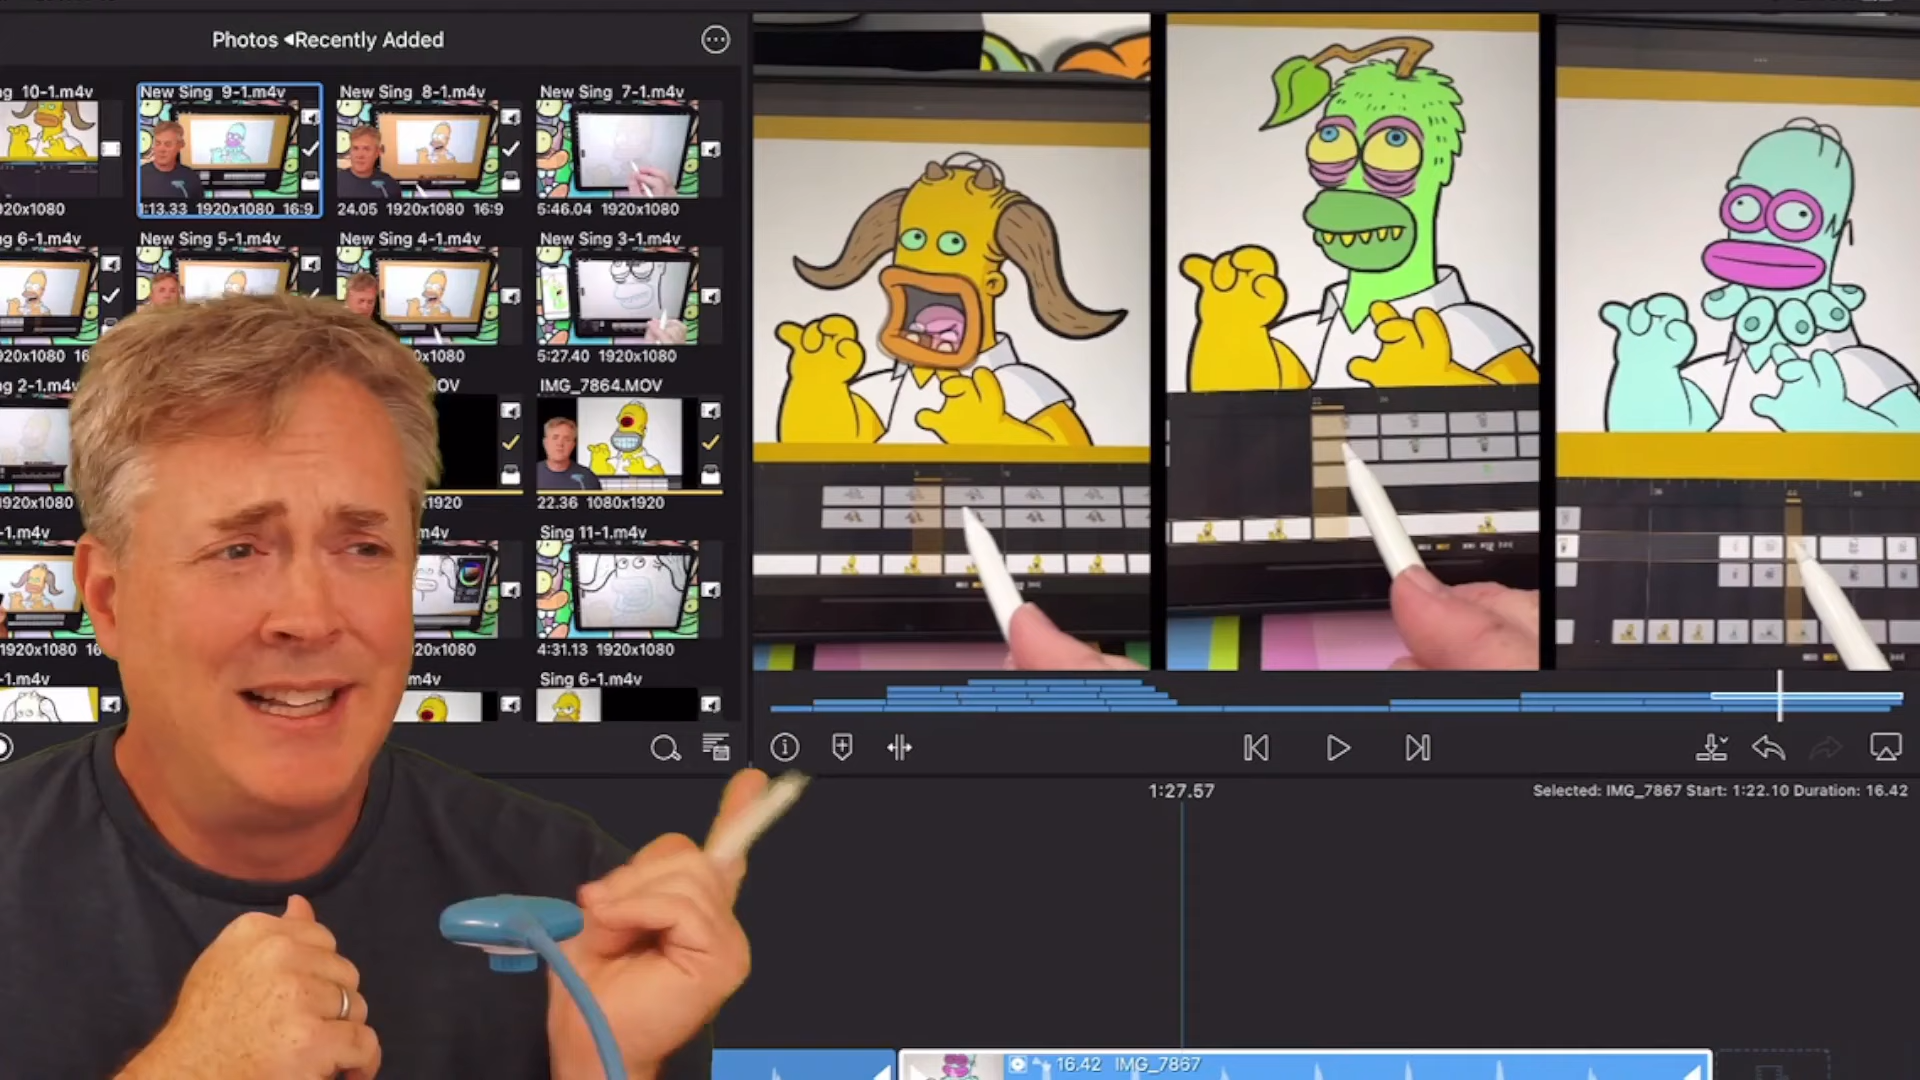 Photos ◂Recently Added
g 10-1.m4v
New Sing 9-1.m4v
New Sing 8-1.m4v
New Sing 7-1.m4v
20x1080
1:13.33 1920x1080 16:9
24.05 1920x1080 16:9
5:46.04 1920x1080
g 6-1.m4v
New Sing 5-1.m4v
New Sing 4-1.m4v
New Sing 3-1.m4v
920x1080 16
x1080
5:27.40 1920x1080
ng 2-1.m4v
OV
IMG_7864.MOV
1920x1080
x1920
22.36 1080x1920
-1.m4v
Sing 11-1.m4v
1920x1080 16
20x1080
4:31.13 1920x1080
-1.m4v
m4v
Sing 6-1.m4v
1:27.57
Selected: IMG_7867 Start: 1:22.10 Duration: 16.42
16.42 IMG_7867